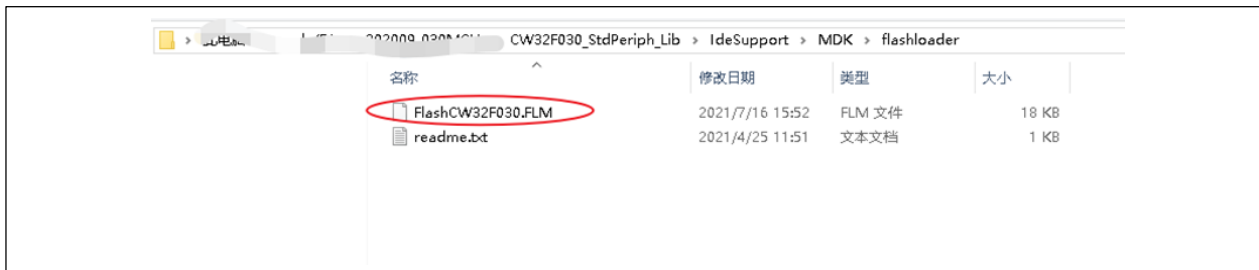 CW32F030_StdPeriph_Lib › IdeSupport › MDK › flashloader
名称 修改日期 类型 大小
FlashCW32F030.FLM 2021/7/16 15:52 FLM 文件 18 KB
readme.txt 2021/4/25 11:51 文本文档 1 KB